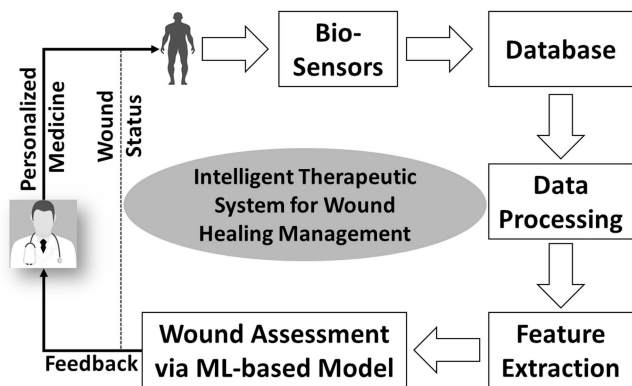 Bio-
Sensors
Database
Personalized
Medicine
Wound
Status
Intelligent Therapeutic
System for Wound
Healing Management
Data
Processing
Wound Assessment
via ML-based Model
Feature
Extraction
Feedback